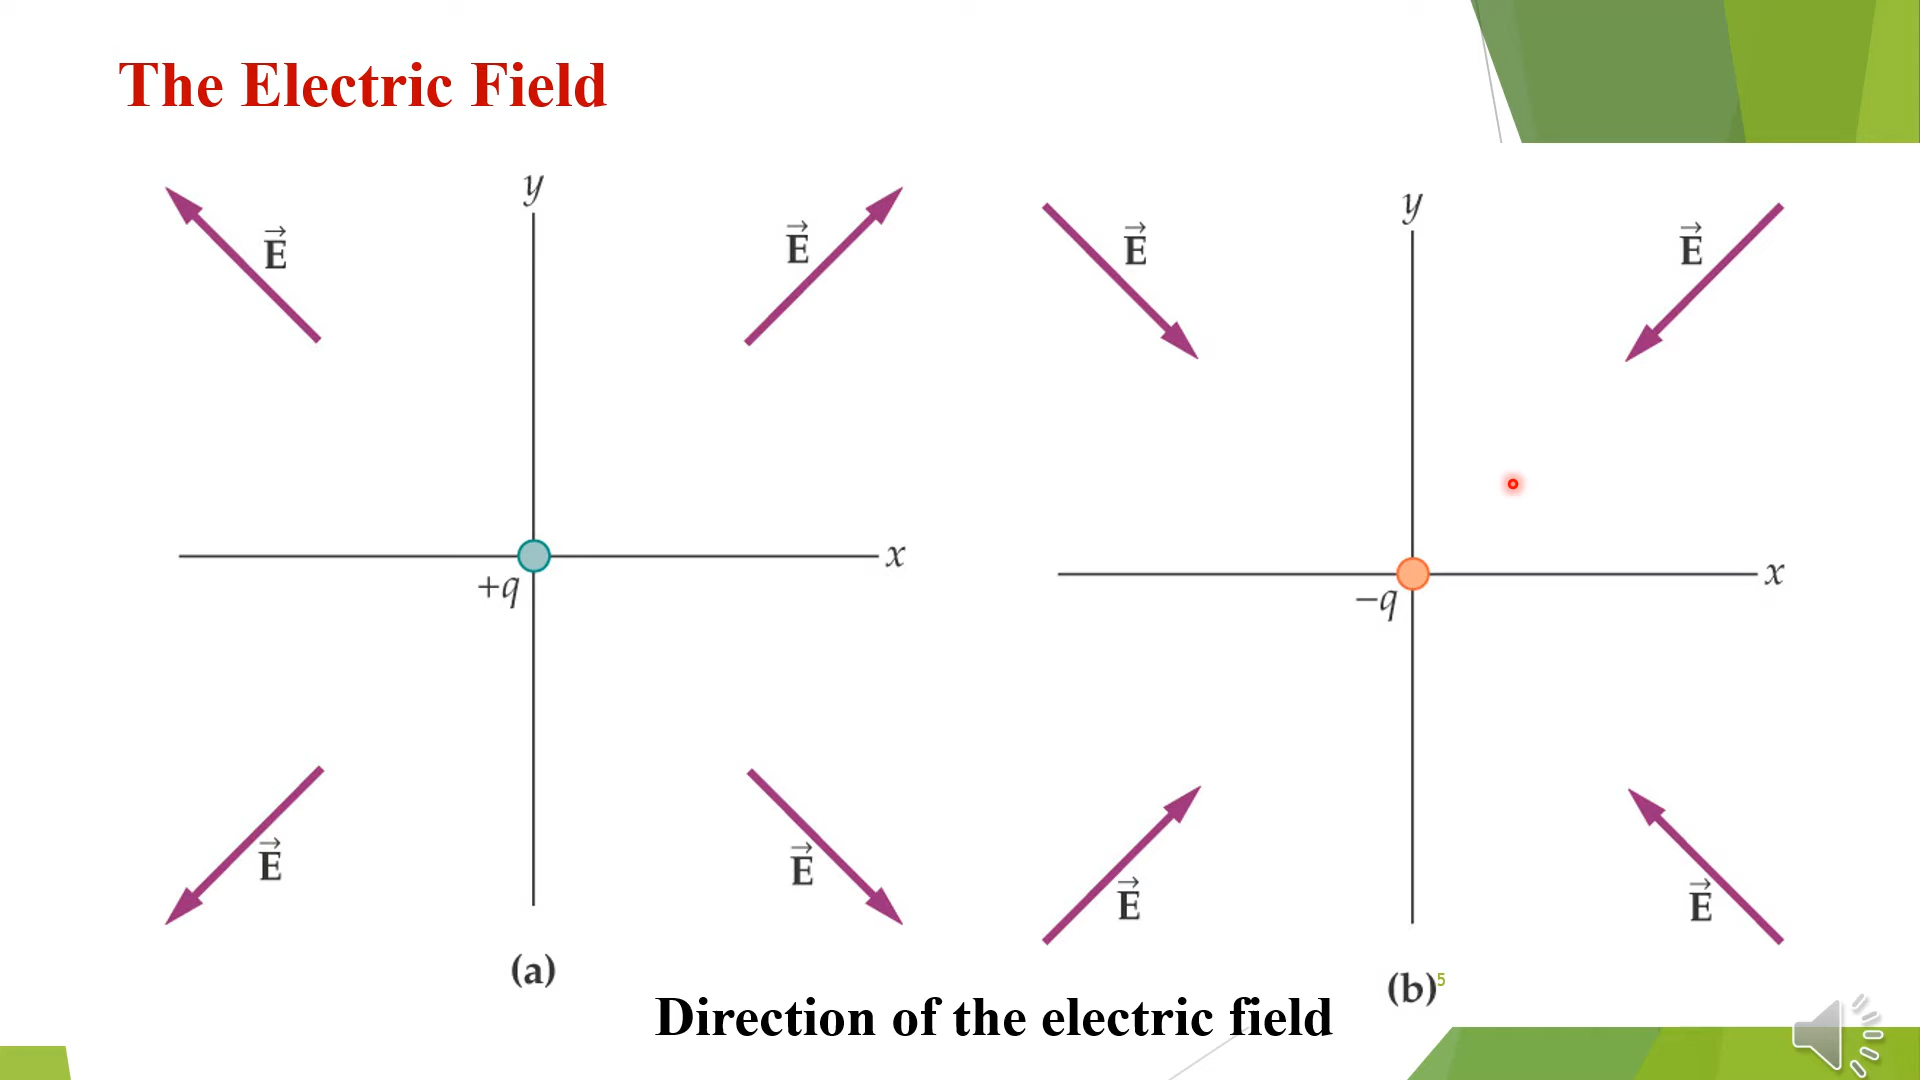 The Electric Field
y
E⃗
E⃗
x
+q
E⃗
E⃗
(a)
y
E⃗
E⃗
x
−q
E⃗
E⃗
(b)
5
Direction of the electric field